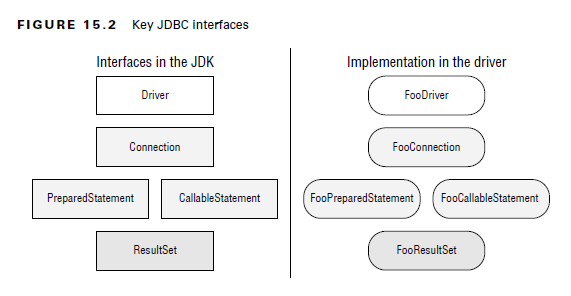 FIGURE 15.2 Key JDBC interfaces
Interfaces in the JDK
Driver
Connection
PreparedStatement
CallableStatement
ResultSet
Implementation in the driver
FooDriver
FooConnection
FooPreparedStatement
FooCallableStatement
FooResultSet